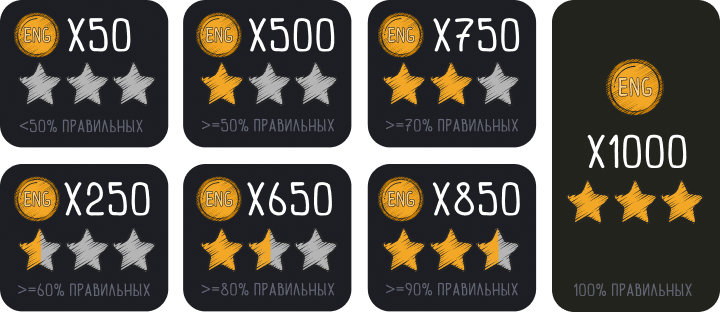 ENG X50
<50% ПРАВИЛЬНЫХ
ENG X500
>=50% ПРАВИЛЬНЫХ
ENG X750
>=70% ПРАВИЛЬНЫХ
ENG X250
>=60% ПРАВИЛЬНЫХ
ENG X650
>=80% ПРАВИЛЬНЫХ
ENG X850
>=90% ПРАВИЛЬНЫХ
ENG
X1000
100% ПРАВИЛЬНЫХ